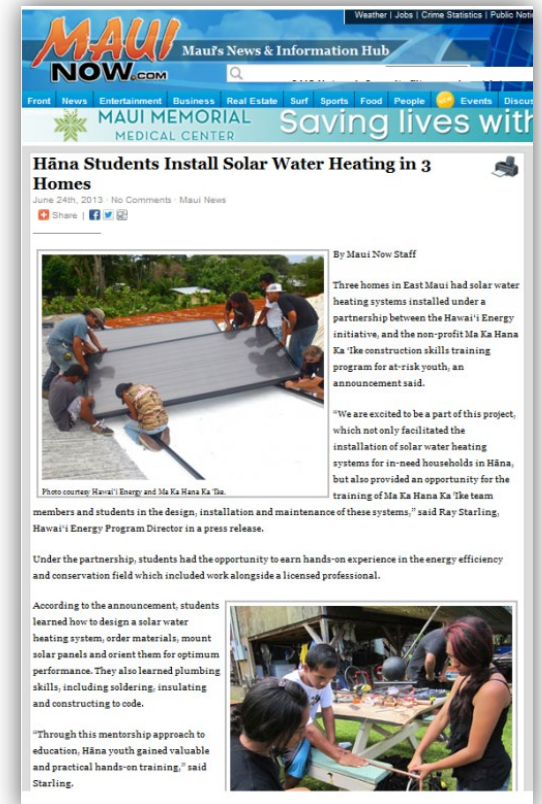 Weather | Jobs | Crime Statistics | Public Noti
MAUI
NOW.COM
Maui's News & Information Hub
Front News Entertainment Business Real Estate Surf Sports Food People Events Discus
MAUI MEMORIAL
MEDICAL CENTER
Saving lives with
Hāna Students Install Solar Water Heating in 3
Homes
June 24th, 2013 · No Comments · Maui News
Share |
By Maui Now Staff
Three homes in East Maui had solar water
heating systems installed under a
partnership between the Hawai‘i Energy
initiative, and the non-profit Ma Ka Hana
Ka ‘Ike construction skills training
program for at-risk youth, an
announcement said.
“We are excited to be a part of this project,
which not only facilitated the
installation of solar water heating
systems for in-need households in Hāna,
but also provided an opportunity for the
training of Ma Ka Hana Ka ‘Ike team
Photo courtesy Hawai‘i Energy and Ma Ka Hana Ka ‘Ike.
members and students in the design, installation and maintenance of these systems,” said Ray Starling,
Hawai‘i Energy Program Director in a press release.
Under the partnership, students had the opportunity to earn hands-on experience in the energy efficiency
and conservation field which included work alongside a licensed professional.
According to the announcement, students
learned how to design a solar water
heating system, order materials, mount
solar panels and orient them for optimum
performance. They also learned plumbing
skills, including soldering, insulating
and constructing to code.
“Through this mentorship approach to
education, Hāna youth gained valuable
and practical hands-on training,” said
Starling.